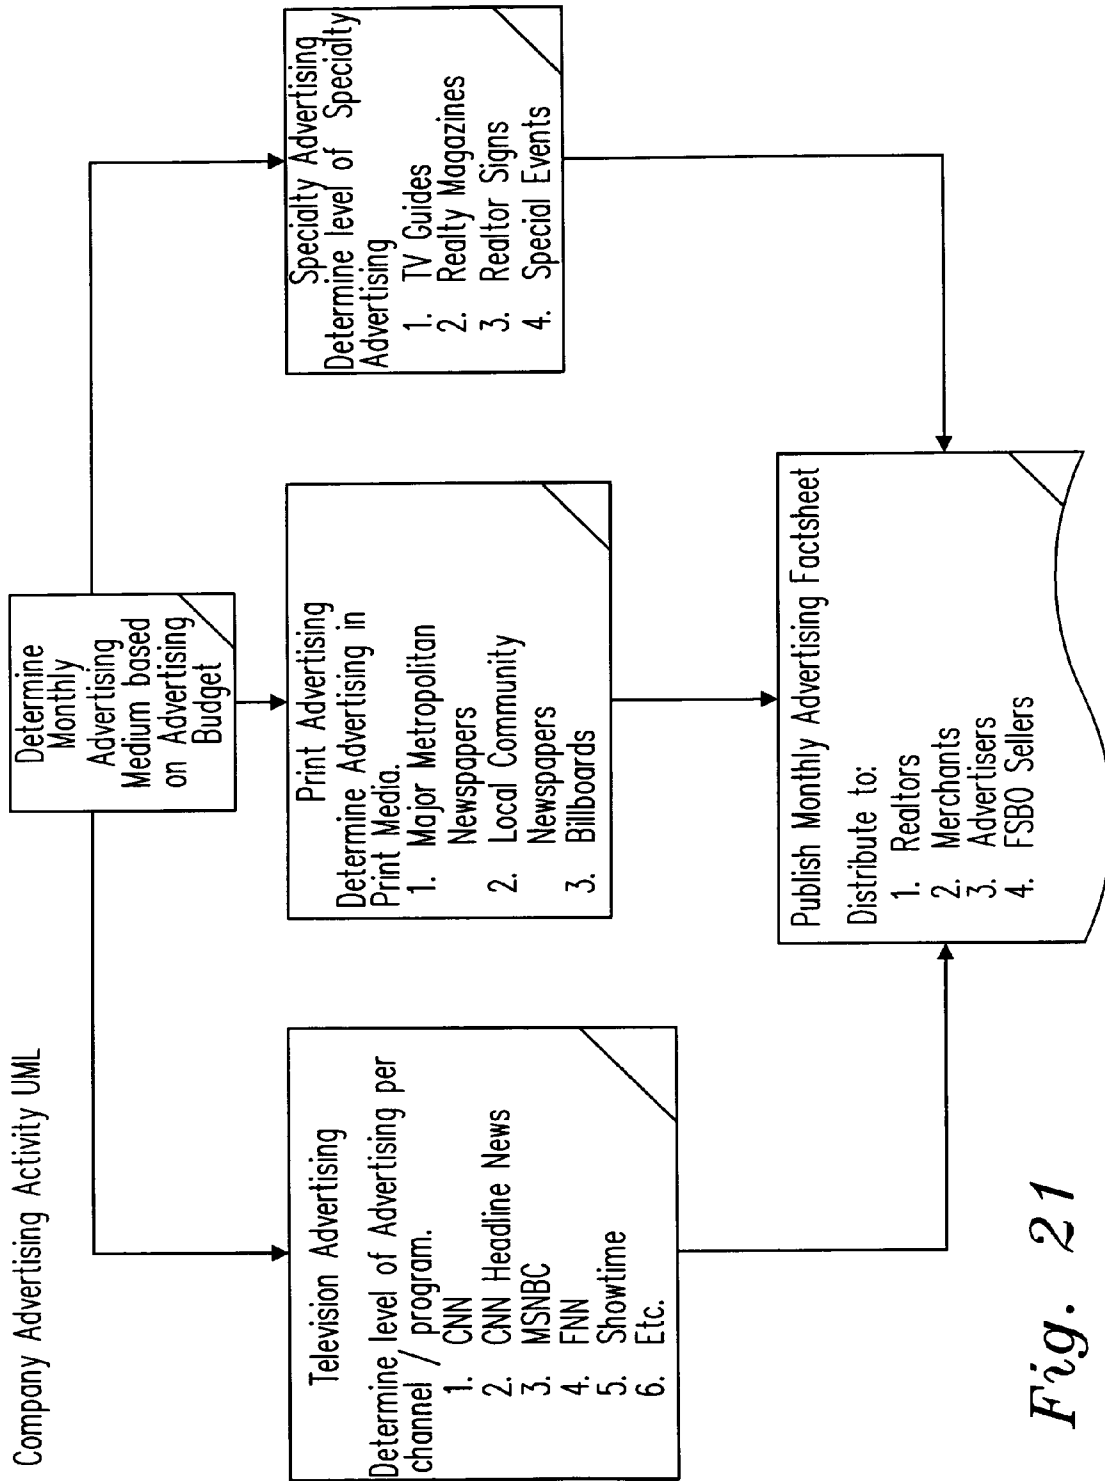 Company Advertising Activity UML
Determine
Monthly
Advertising
Medium based
on Advertising
Budget
Television Advertising
Determine level of Advertising per
channel / program.
1. CNN
2. CNN Headline News
3. MSNBC
4. FNN
5. Showtime
6. Etc.
Print Advertising
Determine Advertising in
Print Media.
1. Major Metropolitan
Newspapers
2. Local Community
Newspapers
3. Billboards
Specialty Advertising
Determine level of Specialty
Advertising
1. TV Guides
2. Realty Magazines
3. Realtor Signs
4. Special Events
Publish Monthly Advertising Factsheet
Distribute to:
1. Realtors
2. Merchants
3. Advertisers
4. FSBO Sellers
Fig. 21